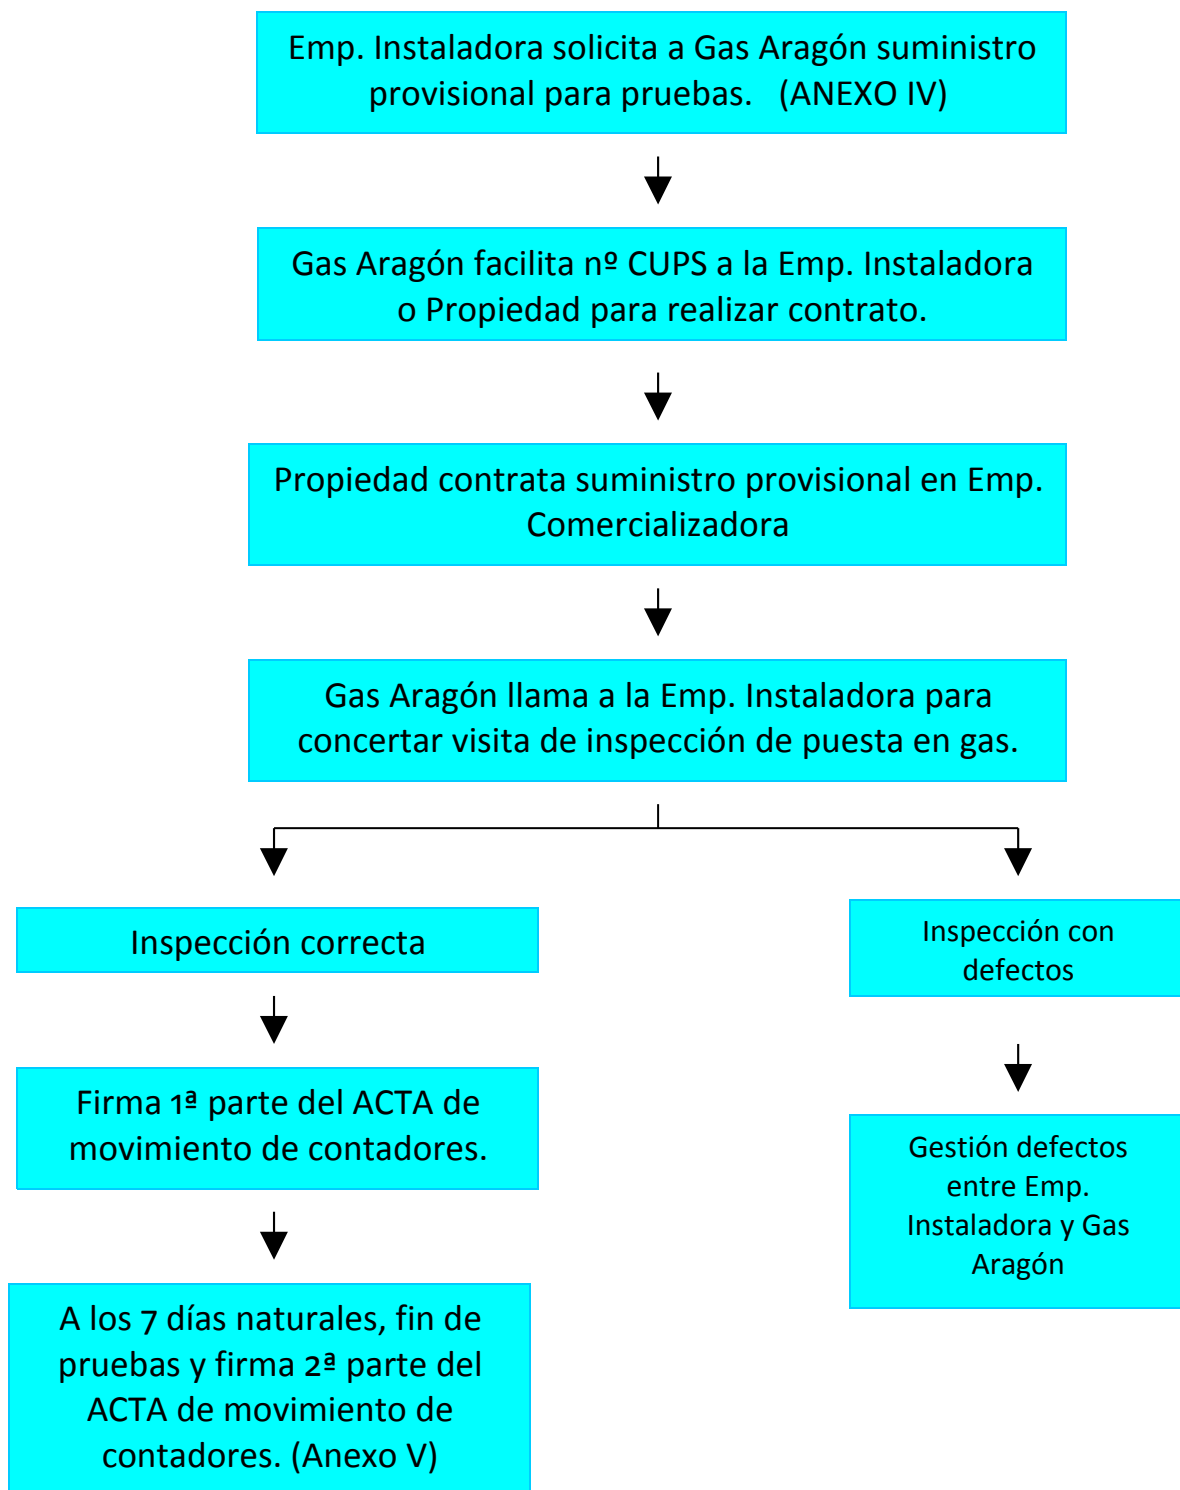 Emp. Instaladora solicita a Gas Aragón suministro
provisional para pruebas.   (ANEXO IV)
Gas Aragón facilita nº CUPS a la Emp. Instaladora
o Propiedad para realizar contrato.
Propiedad contrata suministro provisional en Emp.
Comercializadora
Gas Aragón llama a la Emp. Instaladora para
concertar visita de inspección de puesta en gas.
Inspección correcta
Firma 1ª parte del ACTA de
movimiento de contadores.
A los 7 días naturales, fin de
pruebas y firma 2ª parte del
ACTA de movimiento de
contadores. (Anexo V)
Inspección con
defectos
Gestión defectos
entre Emp.
Instaladora y Gas
Aragón